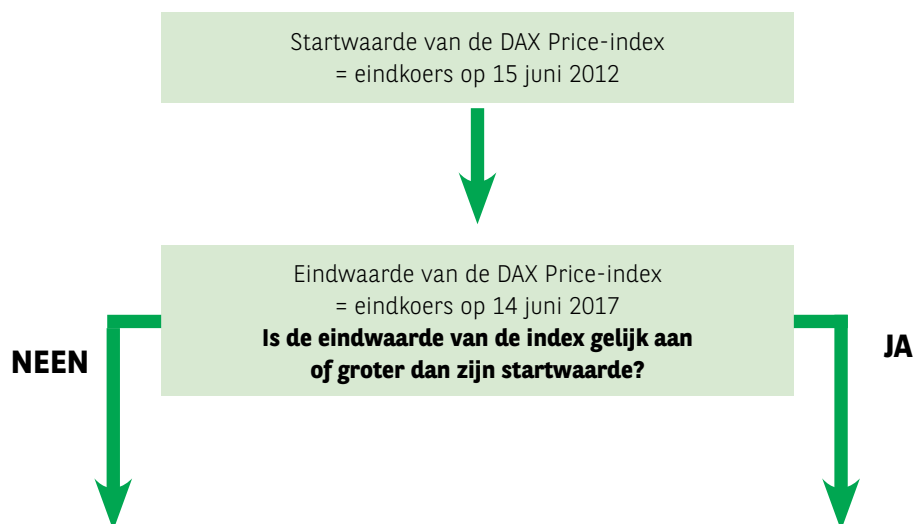 Startwaarde van de DAX Price-index
= eindkoers op 15 juni 2012
Eindwaarde van de DAX Price-index
= eindkoers op 14 juni 2017
Is de eindwaarde van de index gelijk aan
of groter dan zijn startwaarde?
NEEN
JA